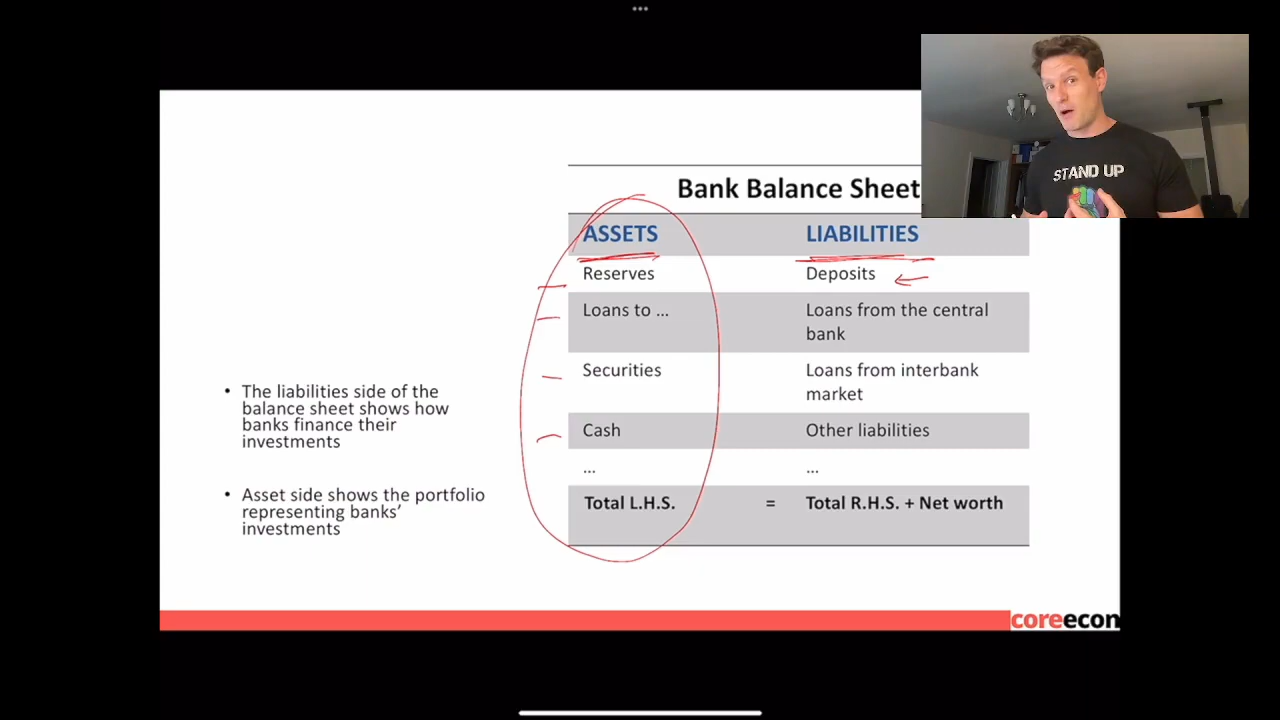 STAND UP
Bank Balance Sheet
ASSETS LIABILITIES
Reserves Deposits
Loans to ... Loans from the central
bank
Securities Loans from interbank
market
Cash Other liabilities
... ...
Total L.H.S. = Total R.H.S. + Net worth
• The liabilities side of the
balance sheet shows how
banks finance their
investments
• Asset side shows the portfolio
representing banks’
investments
coreecon